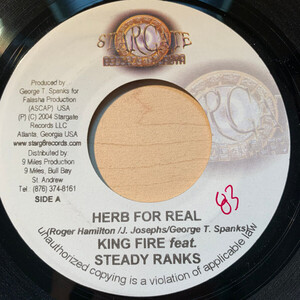 STARGATE
Produced by
George T. Spanks for
Falasha Production
(ASCAP) USA
(P) (C) 2004 Stargate
Records LLC
Atlanta, Georgia USA
www.starg8records.com
Distributed by
9 Miles Production
9 Miles, Bull Bay
St. Andrew
Tel: (876) 374-8161
SIDE A
83
HERB FOR REAL
(Roger Hamilton /J. Josephs/George T. Spanks)
KING FIRE feat.
STEADY RANKS
Unauthorized copying is a violation of applicable law